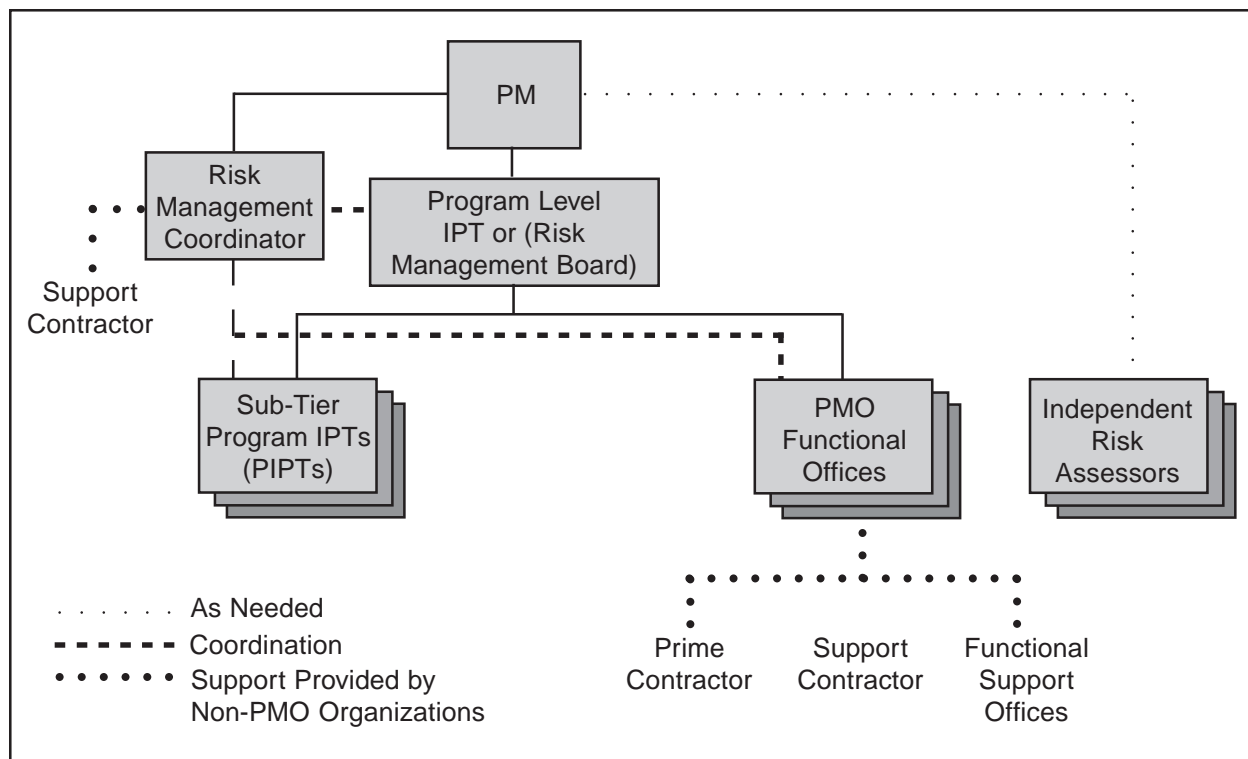 PM
Risk
Management
Coordinator
Program Level
IPT or (Risk
Management Board)
Support
Contractor
Sub-Tier
Program IPTs
(PIPTs)
PMO
Functional
Offices
Independent
Risk
Assessors
As Needed
Coordination
Support Provided by
Non-PMO Organizations
Prime
Contractor
Support
Contractor
Functional
Support
Offices